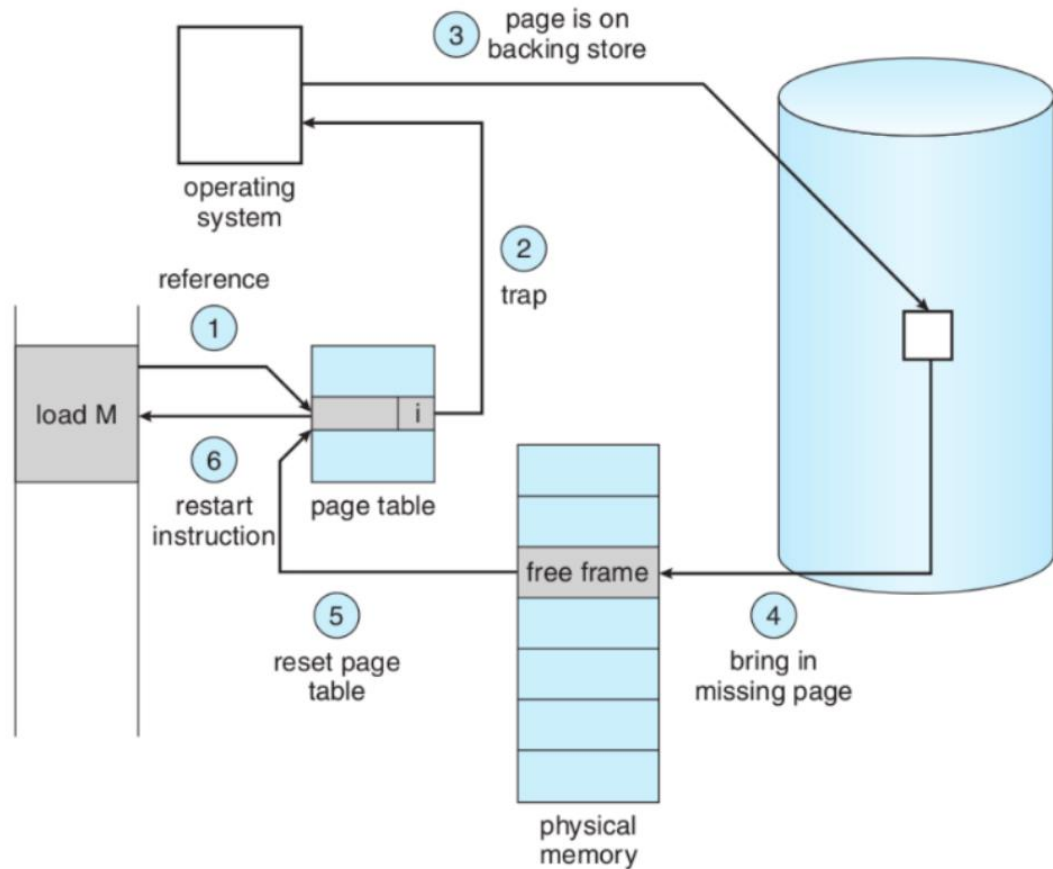 3
page is on
backing store
operating
system
reference
1
2
trap
load M
i
6
restart
instruction
page table
free frame
5
reset page
table
4
bring in
missing page
physical
memory